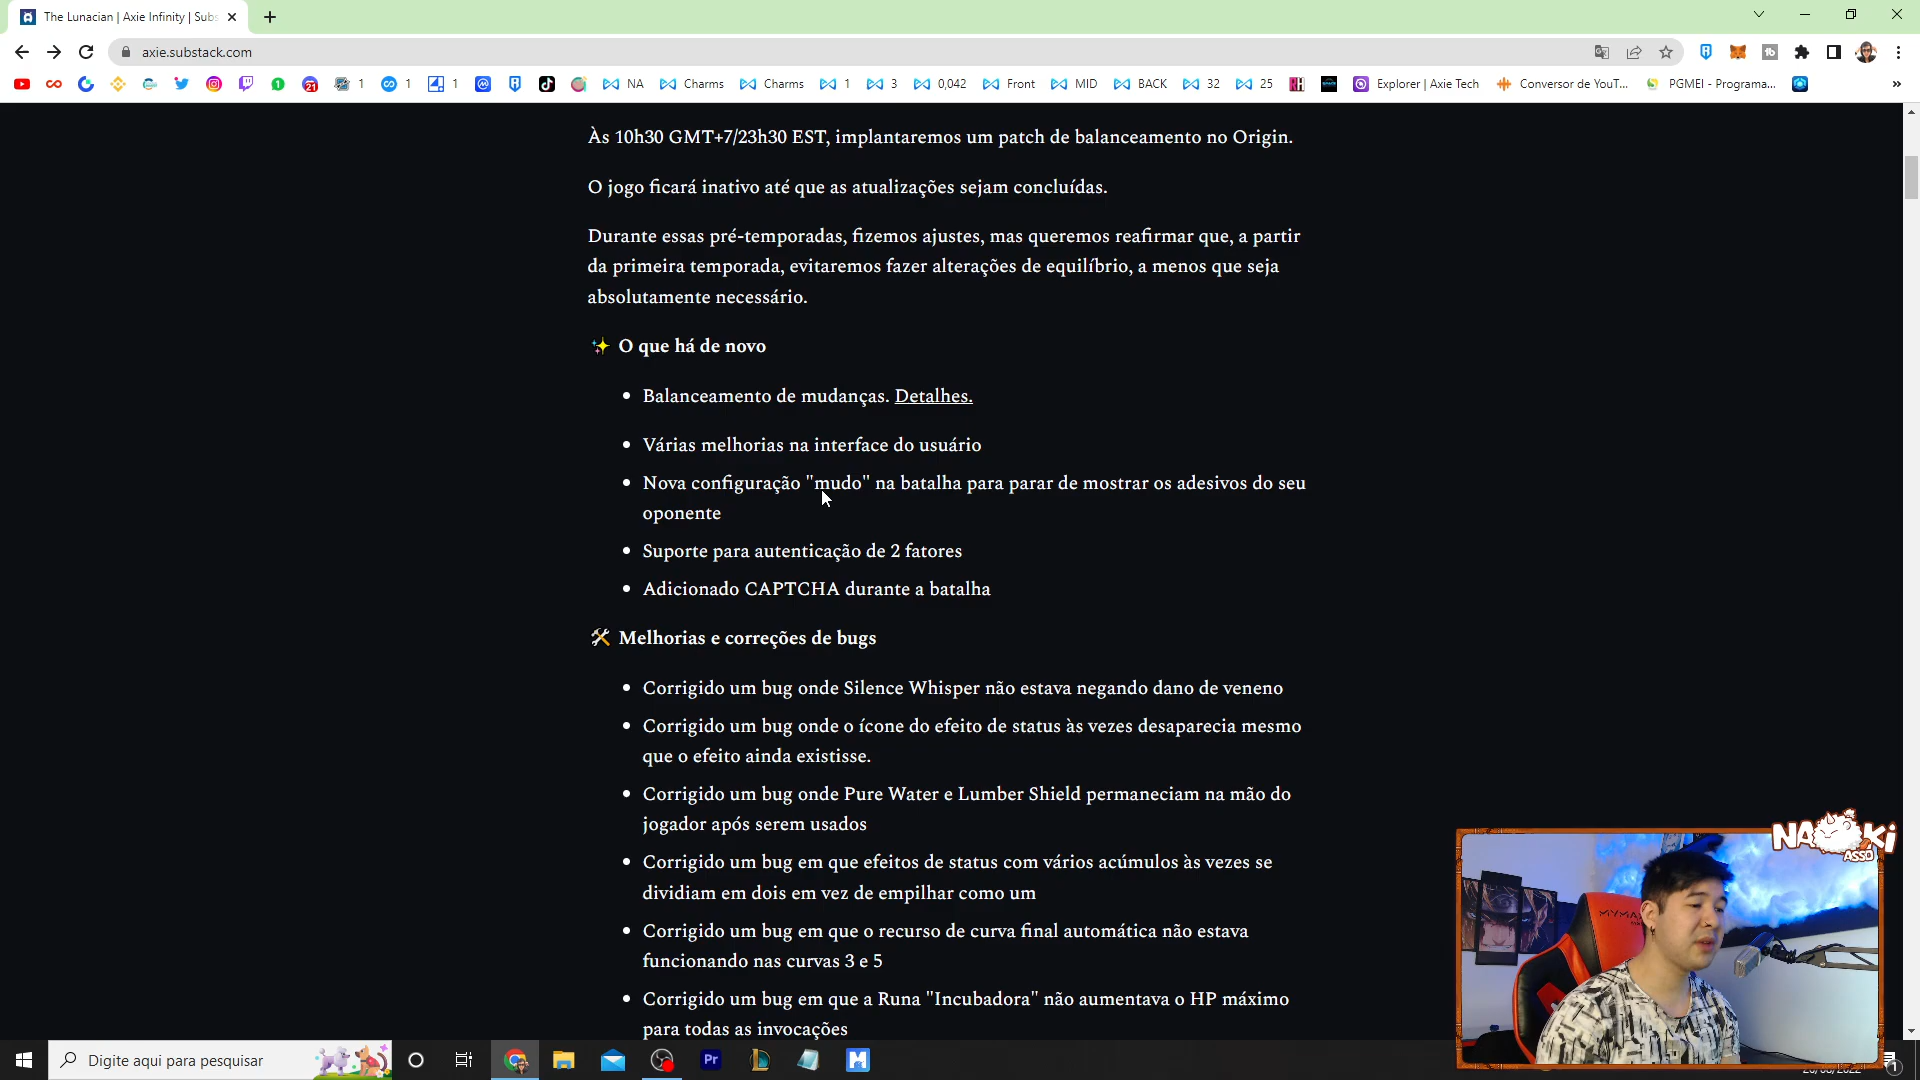 The Lunacian | Axie Infinity | Subs
axie.substack.com
1
1
1
NA
Charms
Charms
1
3
0,042
Front
MID
BACK
32
25
Explorer | Axie Tech
Conversor de YouT...
PGMEI - Programa...
»
Às 10h30 GMT+7/23h30 EST, implantaremos um patch de balanceamento no Origin.
O jogo ficará inativo até que as atualizações sejam concluídas.
Durante essas pré-temporadas, fizemos ajustes, mas queremos reafirmar que, a partir
da primeira temporada, evitaremos fazer alterações de equilíbrio, a menos que seja
absolutamente necessário.
✨ O que há de novo
• Balanceamento de mudanças. Detalhes.
• Várias melhorias na interface do usuário
• Nova configuração "mudo" na batalha para parar de mostrar os adesivos do seu
oponente
• Suporte para autenticação de 2 fatores
• Adicionado CAPTCHA durante a batalha
🛠 Melhorias e correções de bugs
• Corrigido um bug onde Silence Whisper não estava negando dano de veneno
• Corrigido um bug onde o ícone do efeito de status às vezes desaparecia mesmo
que o efeito ainda existisse.
• Corrigido um bug onde Pure Water e Lumber Shield permaneciam na mão do
jogador após serem usados
• Corrigido um bug em que efeitos de status com vários acúmulos às vezes se
dividiam em dois em vez de empilhar como um
• Corrigido um bug em que o recurso de curva final automática não estava
funcionando nas curvas 3 e 5
• Corrigido um bug em que a Runa "Incubadora" não aumentava o HP máximo
para todas as invocações
NAOKI
ASSO
Digite aqui para pesquisar
Pr
1